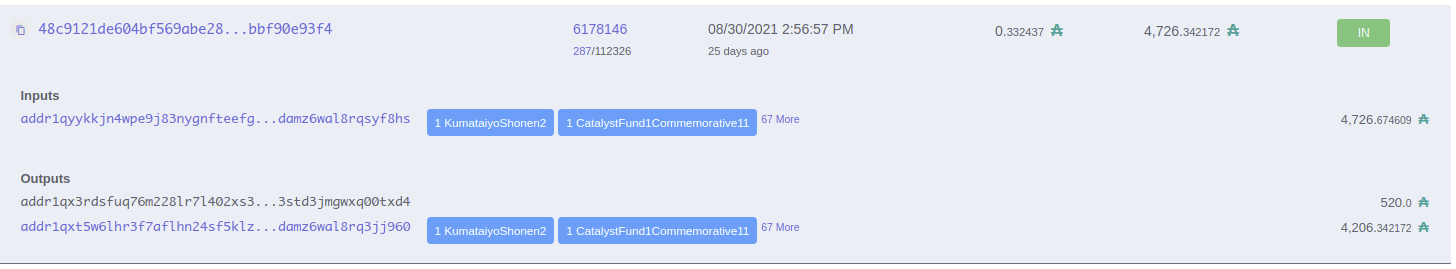 48c9121de604bf569abe28...bbf90e93f4 6178146 08/30/2021 2:56:57 PM 0.332437 ₳ 4,726.342172 ₳ IN
287/112326 25 days ago
Inputs
addr1qyykkjn4wpe9j83nygnfteefg...damz6wal8rqsyf8hs 1 KumataiyoShonen2 1 CatalystFund1Commemorative11 67 More 4,726.674609 ₳
Outputs
addr1qx3rdsfuq76m228lr7l402xs3...3std3jmgwxq00txd4 520.0 ₳
addr1qxt5w6lhr3f7aflhn24sf5klz...damz6wal8rq3jj960 1 KumataiyoShonen2 1 CatalystFund1Commemorative11 67 More 4,206.342172 ₳